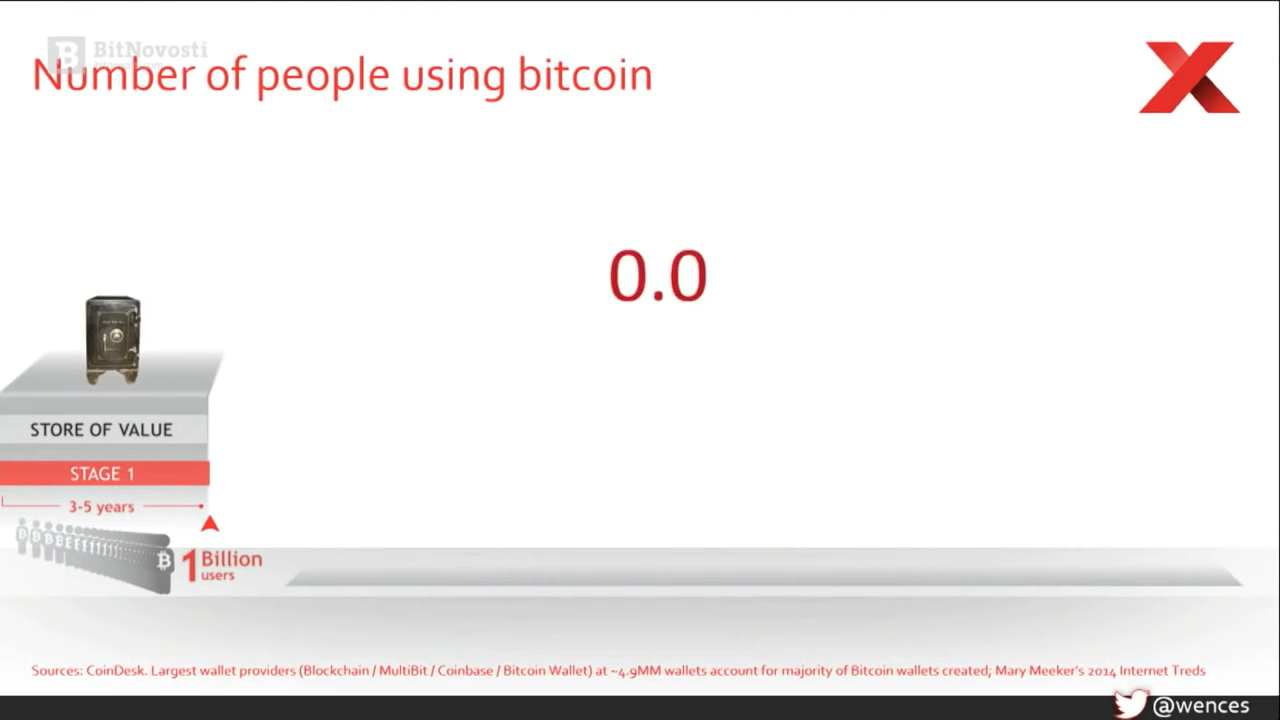 BitNovosti
Number of people using bitcoin
0.0
STORE OF VALUE
STAGE 1
3-5 years
1 Billion
users
Sources: CoinDesk. Largest wallet providers (Blockchain / MultiBit / Coinbase / Bitcoin Wallet) at ~4.9MM wallets account for majority of Bitcoin wallets created; Mary Meeker's 2014 Internet Treds
@wences